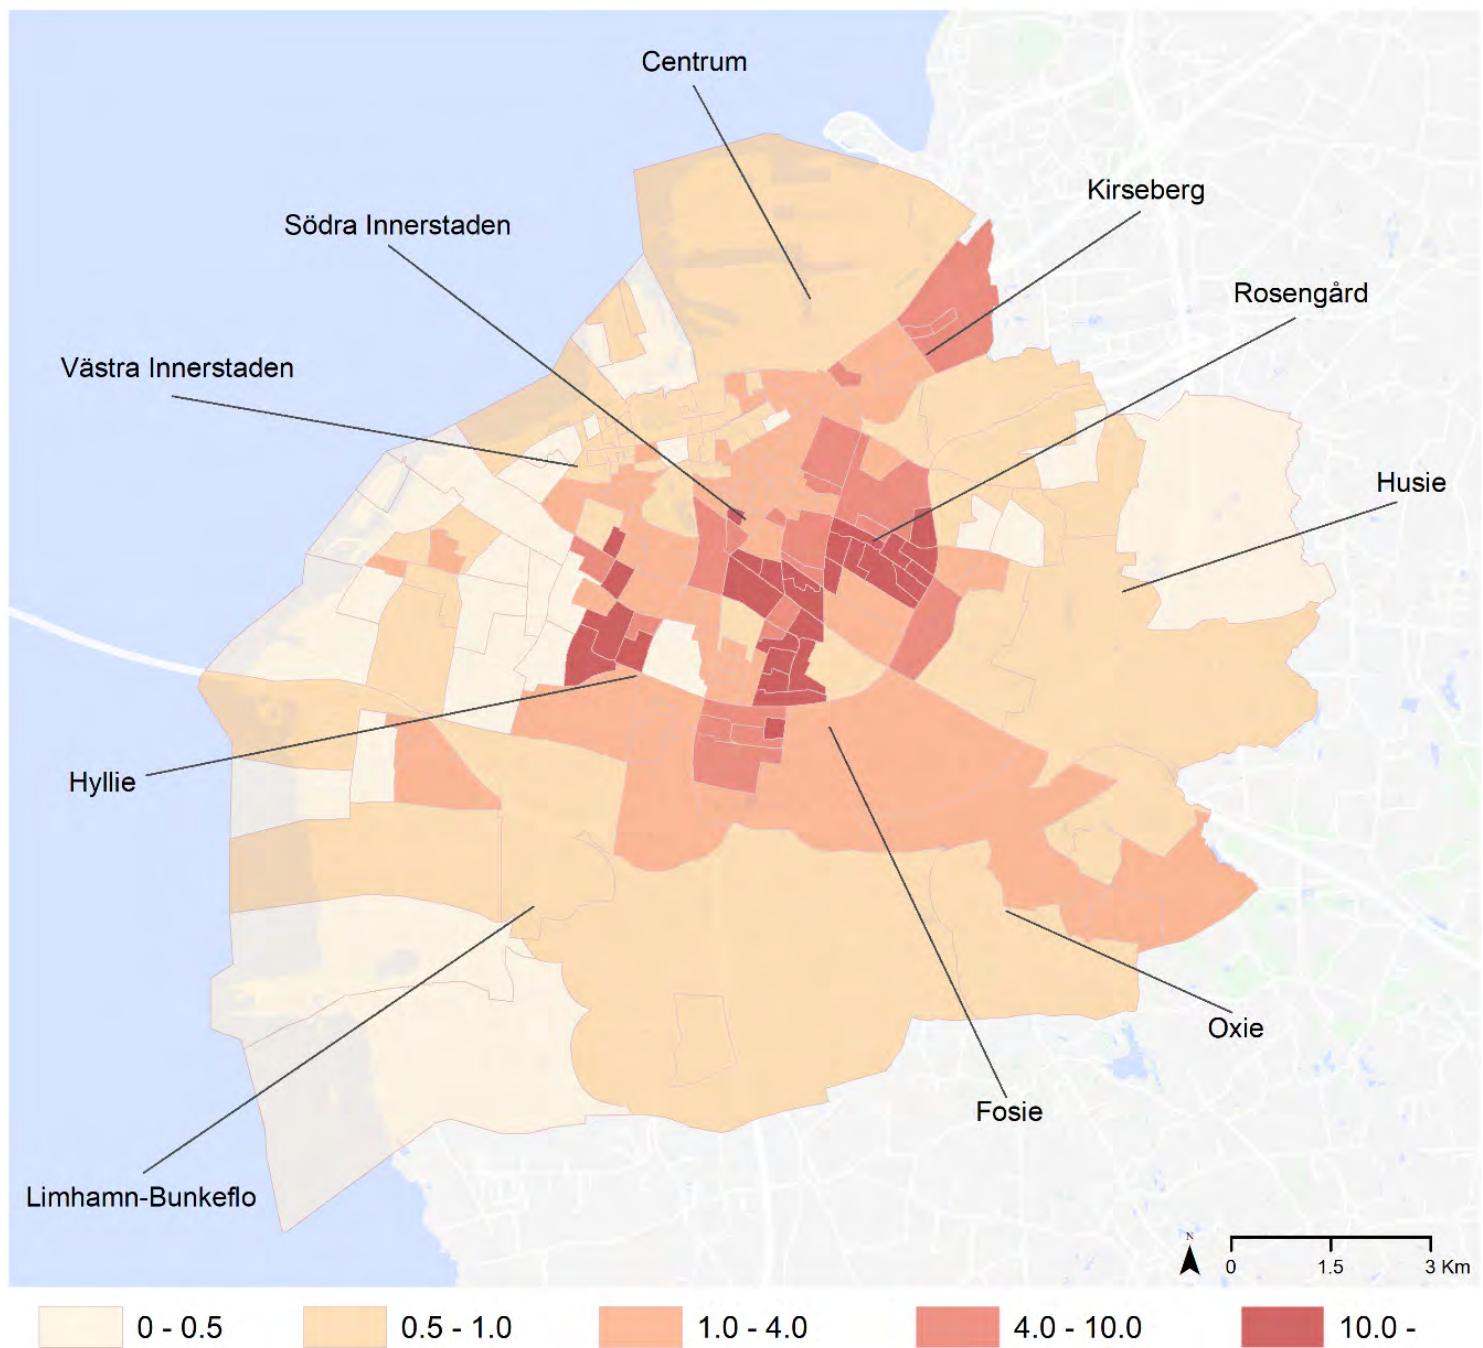 Centrum
Kirseberg
Södra Innerstaden
Rosengård
Västra Innerstaden
Husie
Hyllie
Oxie
Fosie
Limhamn-Bunkeflo
N
0 1.5 3 Km
0 - 0.5 0.5 - 1.0 1.0 - 4.0 4.0 - 10.0 10.0 -